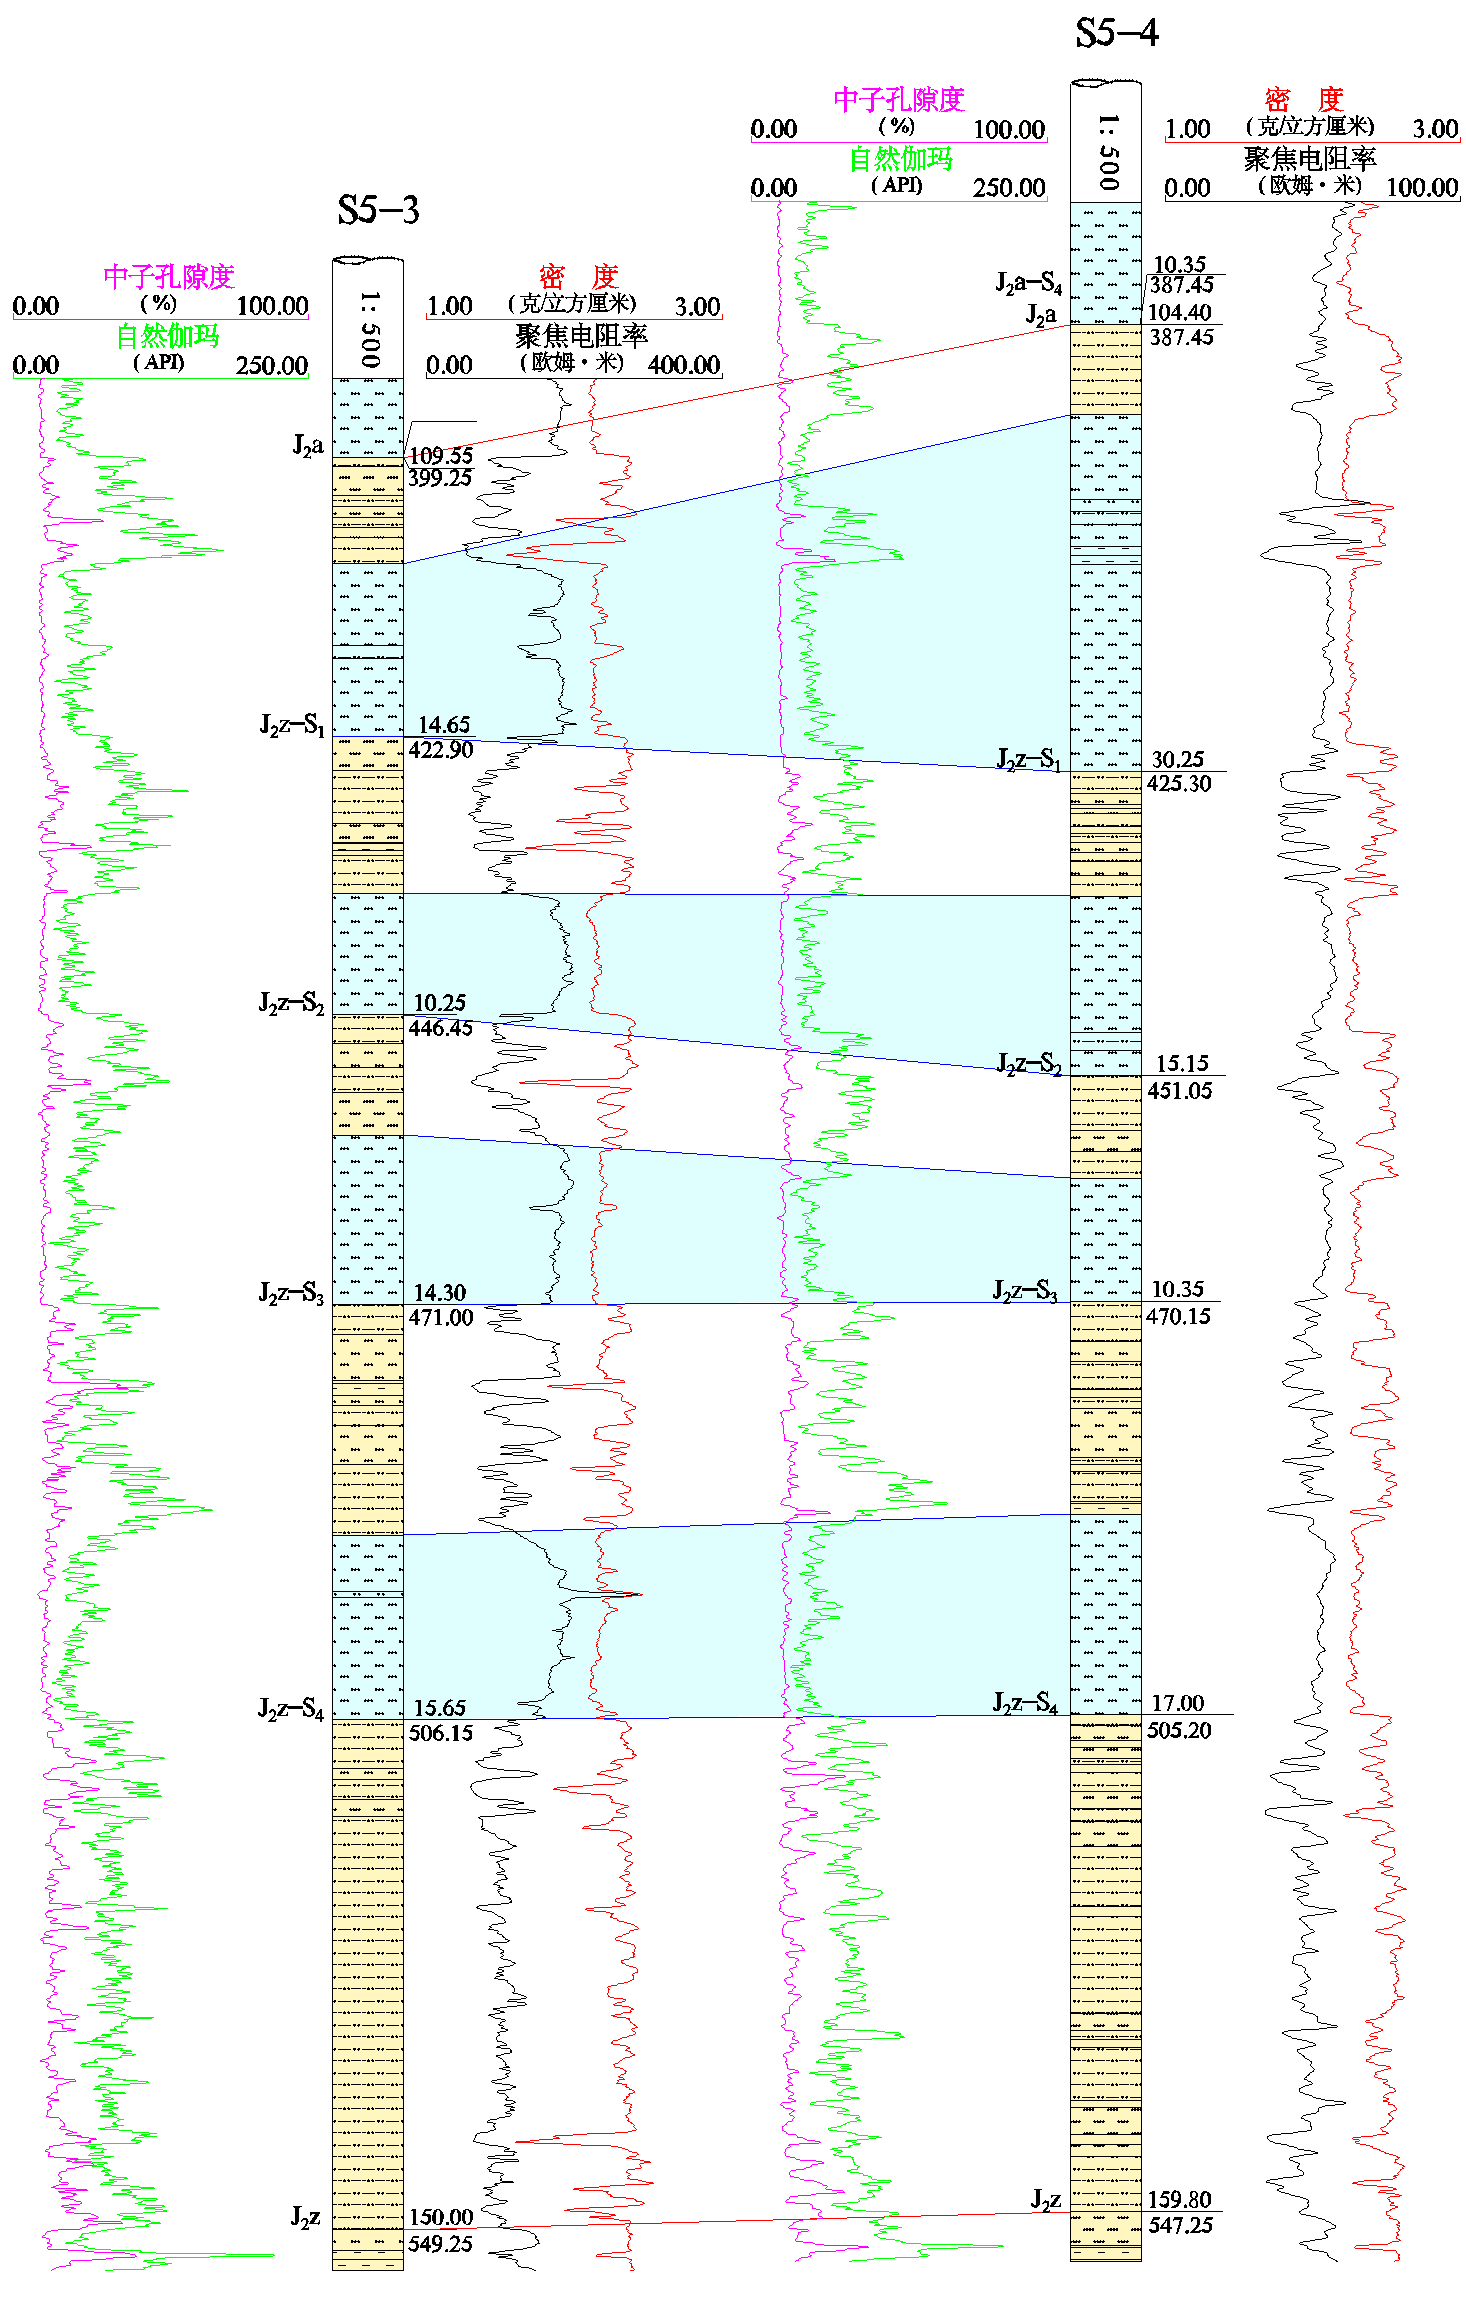 S5-4
中子孔隙度
0.00 (%) 100.00
自然伽玛
0.00 (API) 250.00
1: 500
密 度
1.00 (克/立方厘米) 3.00
聚焦电阻率
0.00 (欧姆·米) 100.00
S5-3
中子孔隙度
0.00 (%) 100.00
自然伽玛
0.00 (API) 250.00
1: 500
密 度
1.00 (克/立方厘米) 3.00
聚焦电阻率
0.00 (欧姆·米) 400.00
J₂a-S₄
10.35
387.45
J₂a
104.40
387.45
J₂a
109.55
399.25
J₂z-S₁
14.65
422.90
J₂z-S₁
30.25
425.30
J₂z-S₂
10.25
446.45
J₂z-S₂
15.15
451.05
J₂z-S₃
14.30
471.00
J₂z-S₃
10.35
470.15
J₂z-S₄
15.65
506.15
J₂z-S₄
17.00
505.20
J₂z
150.00
549.25
J₂z
159.80
547.25